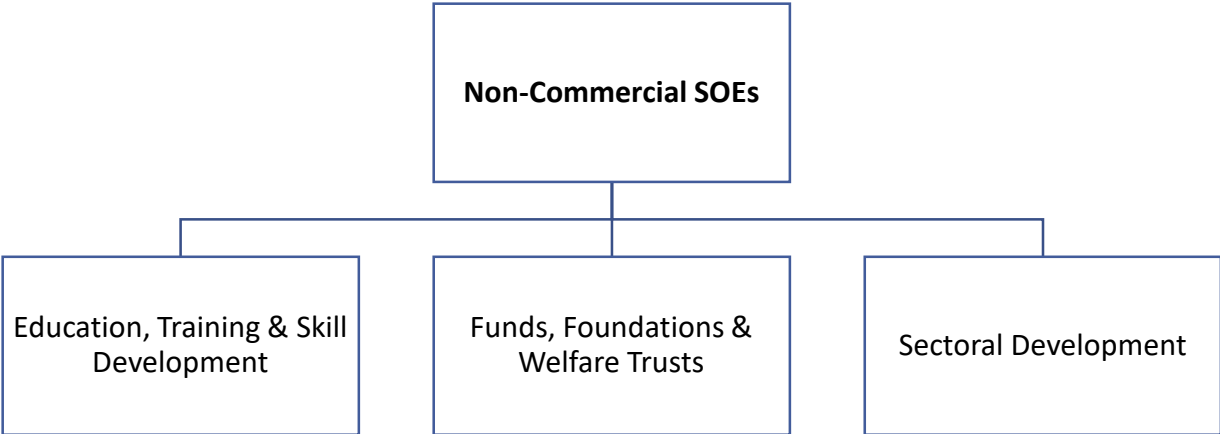 Non-Commercial SOEs
Education, Training & Skill
Development
Funds, Foundations &
Welfare Trusts
Sectoral Development